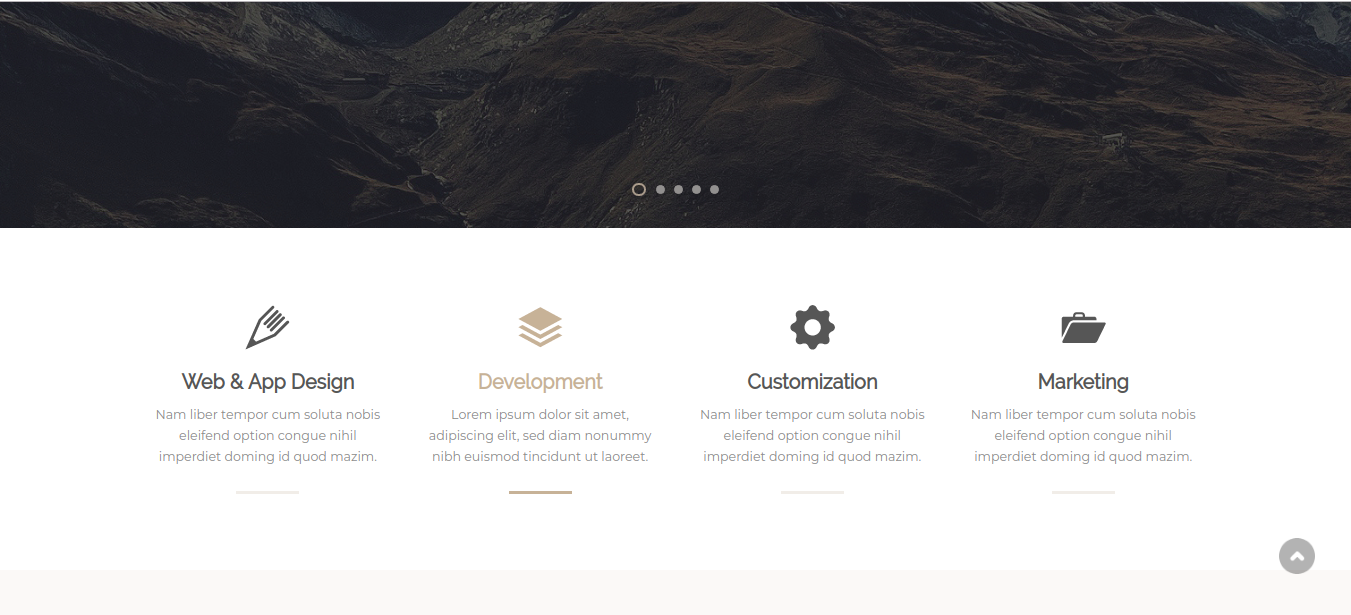 Web & App Design
Nam liber tempor cum soluta nobis
eleifend option congue nihil
imperdiet doming id quod mazim.
Development
Lorem ipsum dolor sit amet,
adipiscing elit, sed diam nonummy
nibh euismod tincidunt ut laoreet.
Customization
Nam liber tempor cum soluta nobis
eleifend option congue nihil
imperdiet doming id quod mazim.
Marketing
Nam liber tempor cum soluta nobis
eleifend option congue nihil
imperdiet doming id quod mazim.